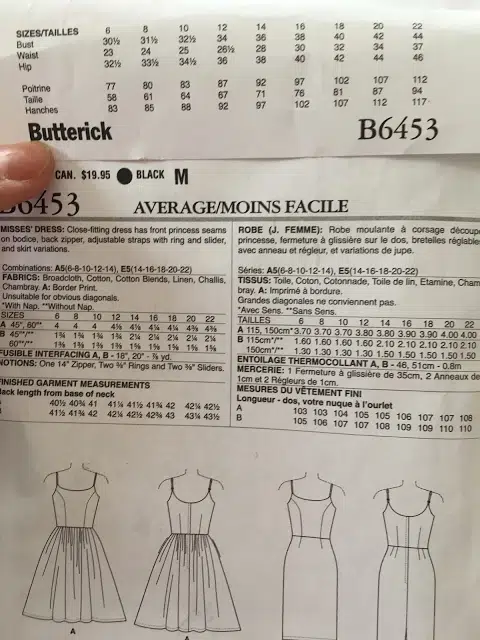 SIZES/TAILLES 6 8 10 12 14 16 18 20 22
Bust 30½ 31½ 32½ 34 36 38 40 42 44
Waist 23 24 25 26½ 28 30 32 34 37
Hip 32½ 33½ 34½ 36 38 40 42 44 46
Poitrine 77 80 83 87 92 97 102 107 112
Taille 58 61 64 67 71 76 81 87 94
Hanches 83 85 88 92 97 102 107 112 117
Butterick B6453
CAN. $19.95 BLACK M
B6453 AVERAGE/MOINS FACILE
MISSES' DRESS: Close-fitting dress has front princess seams
on bodice, back zipper, adjustable straps with ring and slider,
and skirt variations.
Combinations: A5(6-8-10-12-14), E5(14-16-18-20-22)
FABRICS: Broadcloth, Cotton, Cotton Blends, Linen, Challis,
Chambray. A: Border Print.
Unsuitable for obvious diagonals.
*With Nap. **Without Nap.
SIZES 6 8 10 12 14 16 18 20 22
A 45", 60"" 4 4 4 4⅛ 4⅛ 4¼ 4¼ 4⅜ 4⅜
B 45"*/** 1¾ 1¾ 1¾ 1¾ 2¼ 2¼ 2¼ 2¼ 2¼
60"*/** 1⅜ 1⅜ 1⅜ 1⅜ 1⅝ 1⅝ 1⅝ 1⅝ 1⅝
FUSIBLE INTERFACING A, B - 18", 20" - ⅞ yd.
NOTIONS: One 14" Zipper, Two ⅜" Rings and Two ⅜" Sliders.
FINISHED GARMENT MEASUREMENTS
Back length from base of neck
40½ 40¾ 41 41¼ 41½ 41¾ 42 42¼ 42½
41½ 41¾ 42 42¼ 42½ 42¾ 43 43¼ 43½
ROBE (J. FEMME): Robe moulante à corsage découpe
princesse, fermeture à glissière sur le dos, bretelles réglables
avec anneau et régleur, et variations de jupe.
Séries: A5(6-8-10-12-14), E5(14-16-18-20-22)
TISSUS: Toile, Coton, Cotonnade, Toile de lin, Etamine, Cham
bray. A: Imprimé à bordure.
Grandes diagonales ne conviennent pas.
*Avec Sens. **Sans Sens.
TAILLES 6 8 10 12 14 16 18 20 22
A 115, 150cm* 3.70 3.70 3.70 3.80 3.80 3.90 3.90 4.00 4.00
B 115cm*/** 1.60 1.60 1.60 1.60 2.10 2.10 2.10 2.10 2.10
150cm*/** 1.30 1.30 1.30 1.30 1.50 1.50 1.50 1.50 1.50
ENTOILAGE THERMOCOLLANT A, B - 46, 51cm - 0.8m
MERCERIE: 1 Fermeture à glissière de 35cm, 2 Anneaux de
1cm et 2 Régleurs de 1cm.
MESURES DU VÊTEMENT FINI
Longueur - dos, votre nuque à l'ourlet
A 103 103 104 105 105 106 107 107 108
B 105 106 107 107 108 109 109 110 110
A A